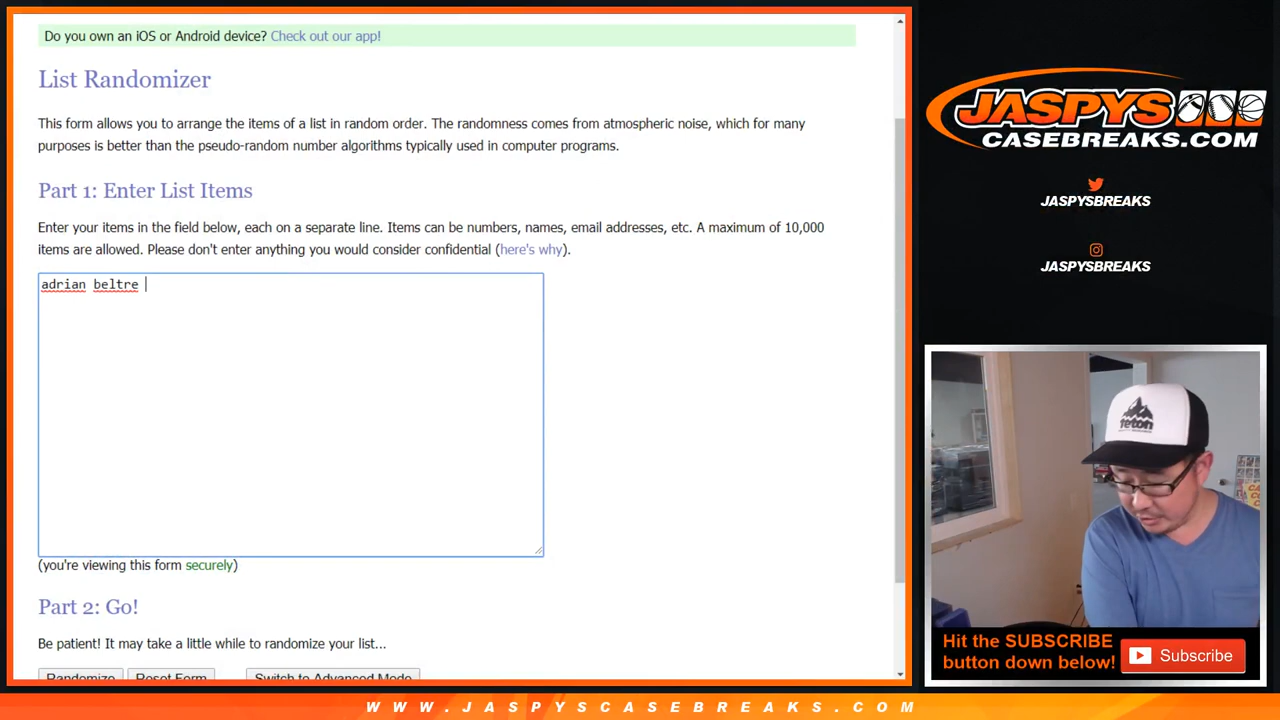 Do you own an iOS or Android device? Check out our app!
List Randomizer
This form allows you to arrange the items of a list in random order. The randomness comes from atmospheric noise, which for many
purposes is better than the pseudo-random number algorithms typically used in computer programs.
Part 1: Enter List Items
Enter your items in the field below, each on a separate line. Items can be numbers, names, email addresses, etc. A maximum of 10,000
items are allowed. Please don't enter anything you would consider confidential (here's why).
adrian beltre
(you're viewing this form securely)
Part 2: Go!
Be patient! It may take a little while to randomize your list...
Randomize Reset Form Switch to Advanced Mode
JASPYS
CASEBREAKS.COM
JASPYSBREAKS
JASPYSBREAKS
teton
Hit the SUBSCRIBE
button down below!
Subscribe
WWW.JASPYSCASEBREAKS.COM